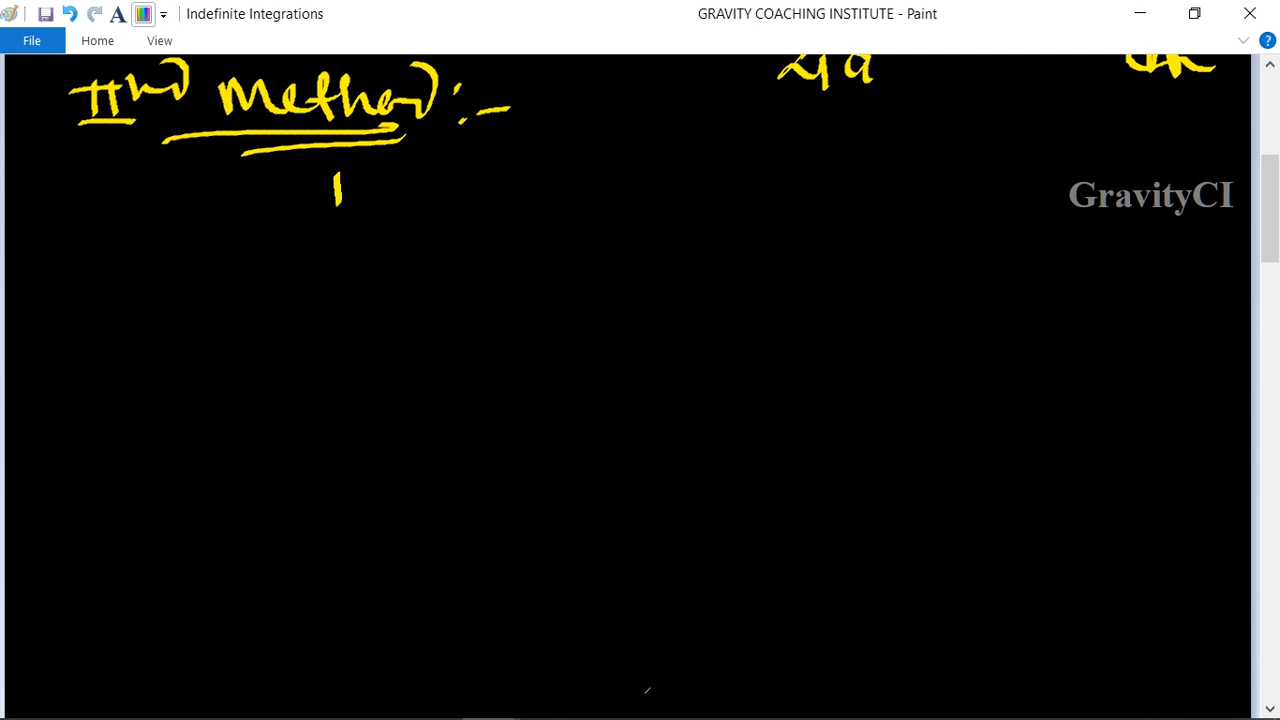 Indefinite Integrations GRAVITY COACHING INSTITUTE - Paint
File Home View
IInd Method :-
GravityCI